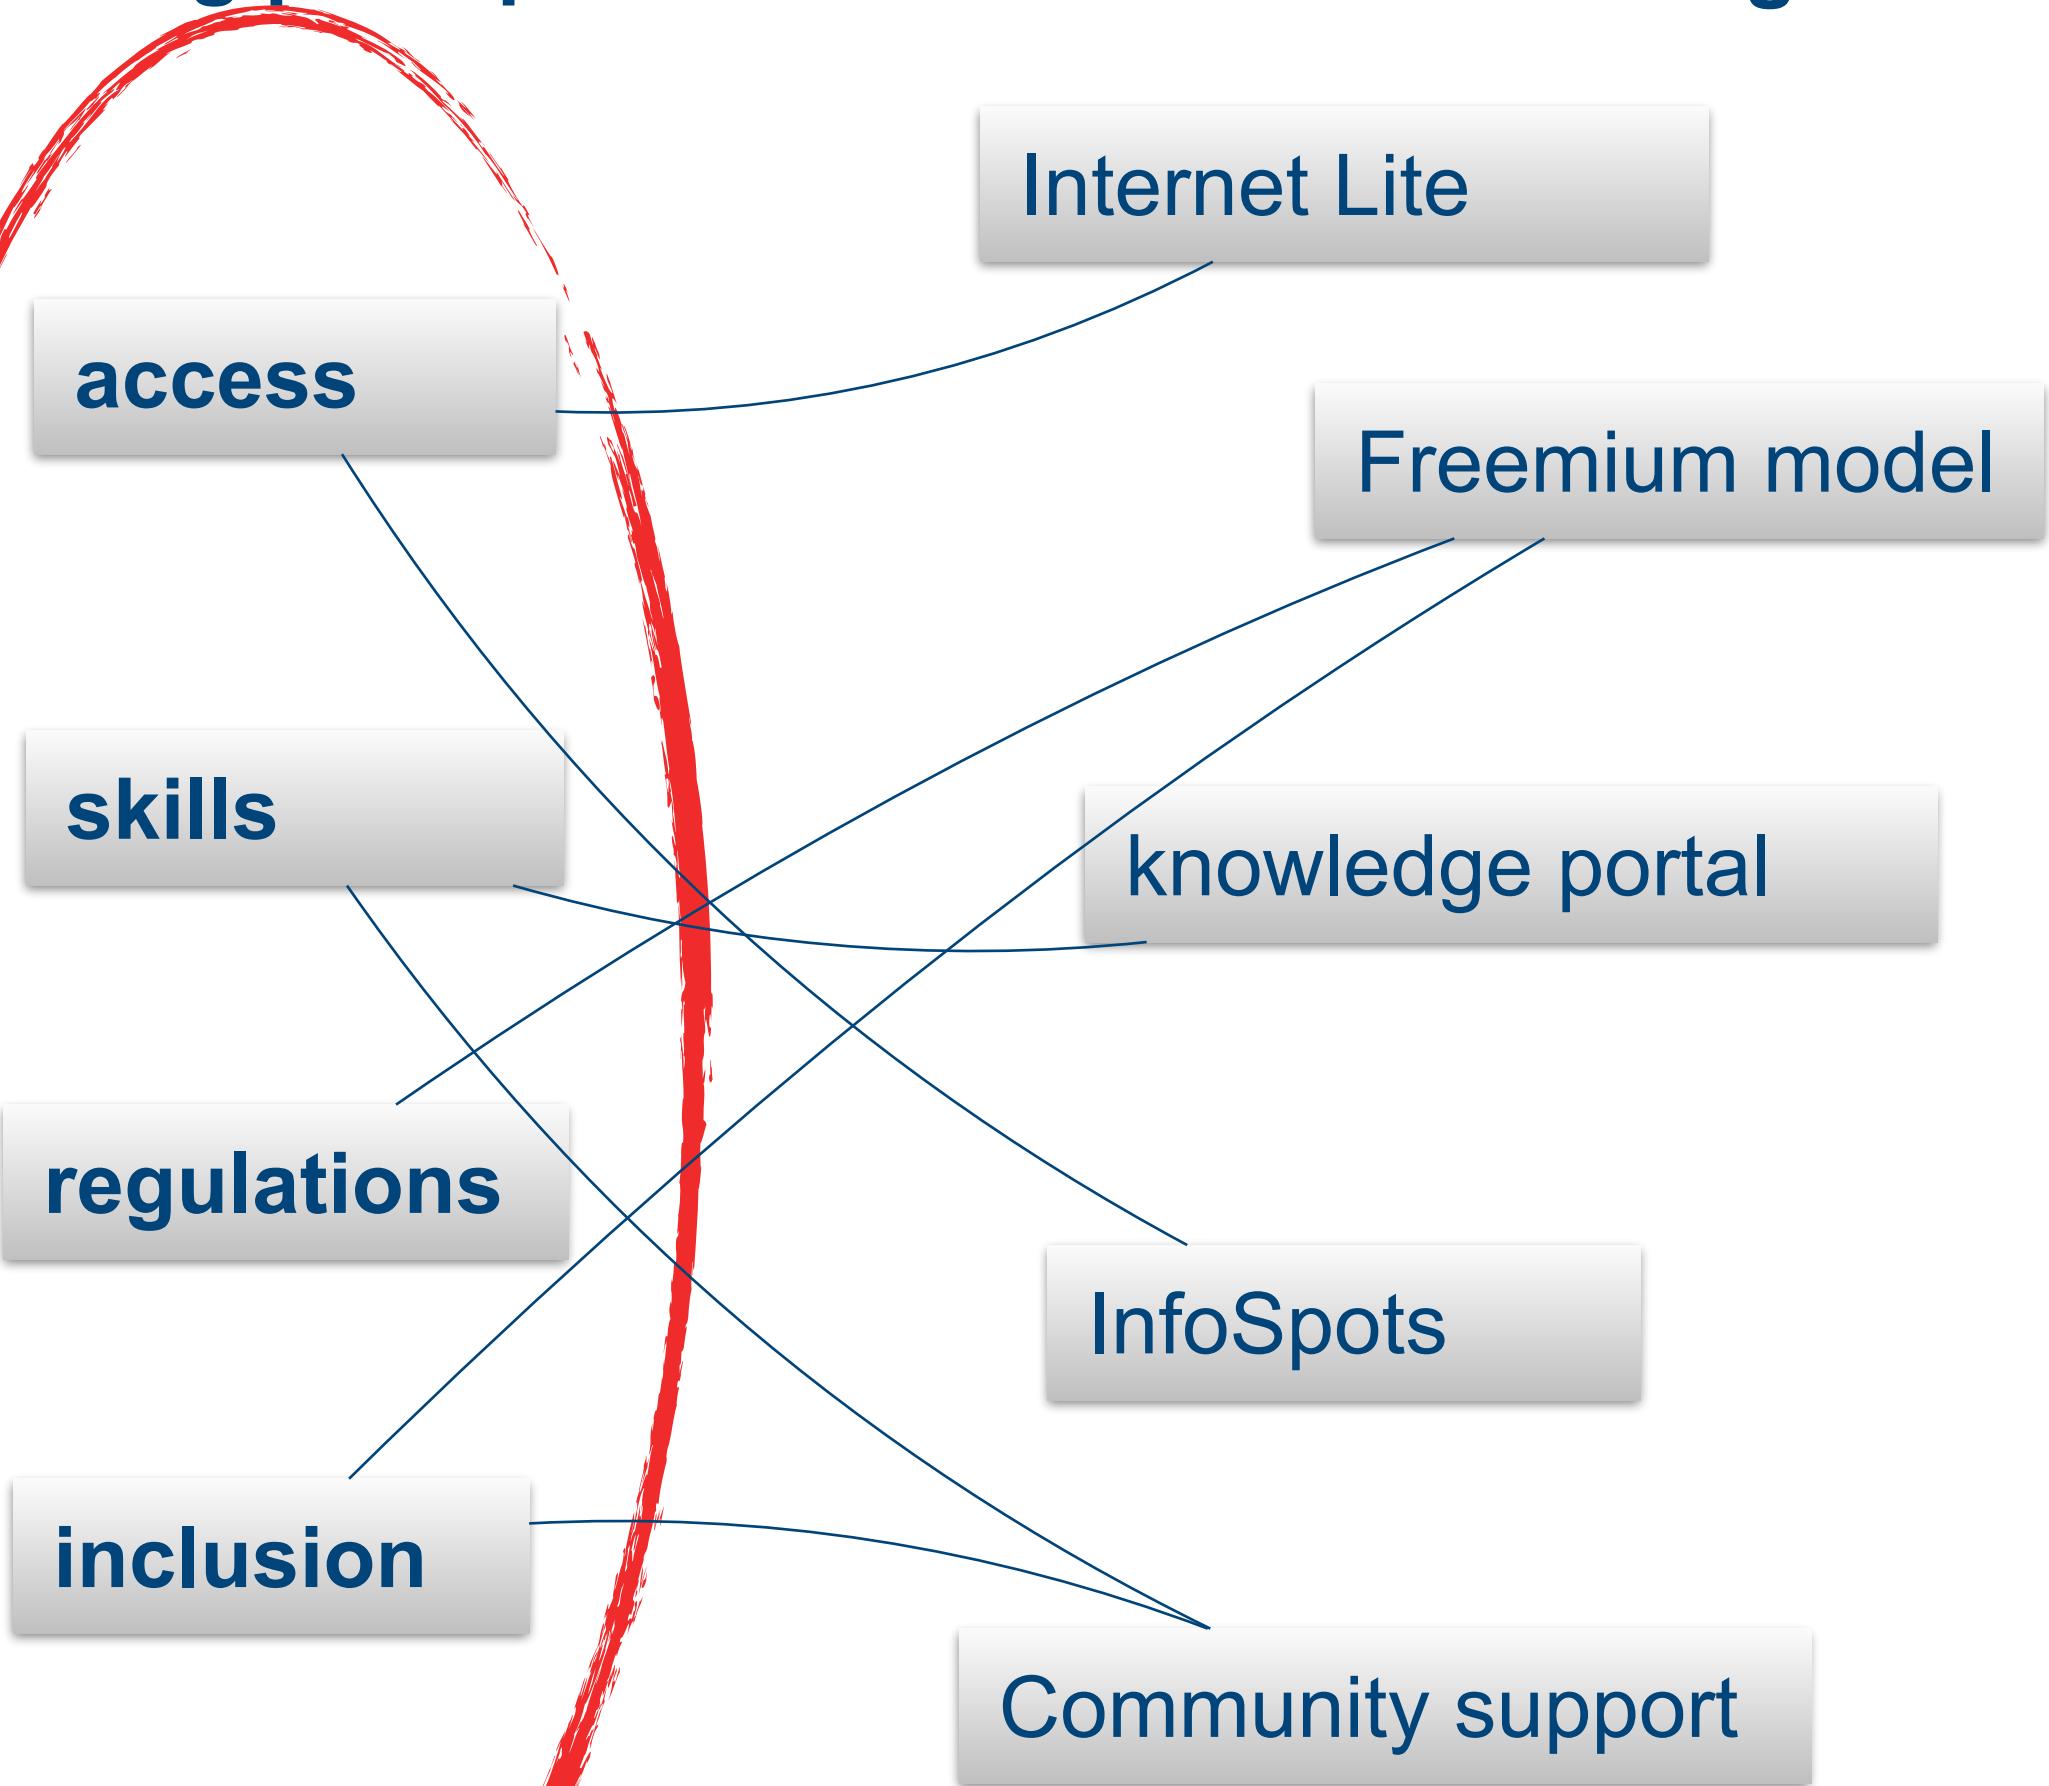 Internet Lite
access
Freemium model
skills
knowledge portal
regulations
InfoSpots
inclusion
Community support